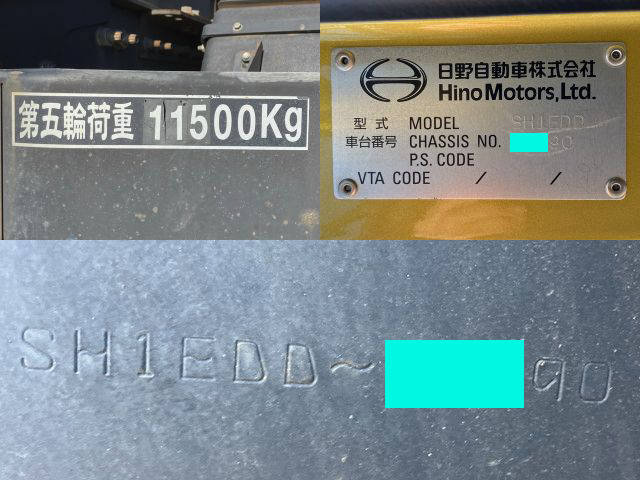 第五輪荷重 11500Kg
日野自動車株式会社
Hino Motors, Ltd.
型式 MODEL SH1EDD
車台番号 CHASSIS NO. 90
P.S. CODE
VTA CODE / /
SH1EDD~ 90